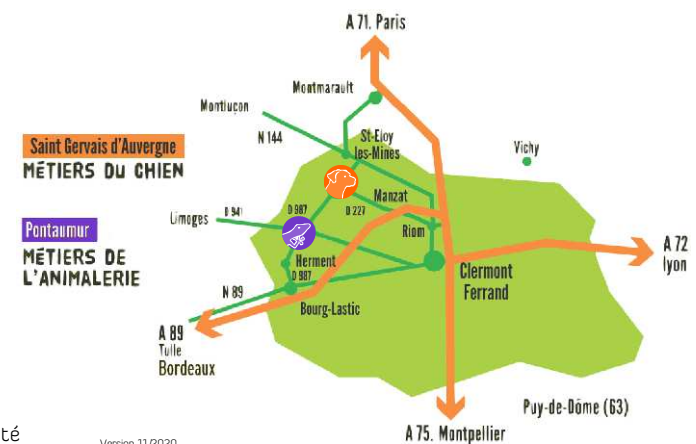 A 71. Paris
Montmarault
Montluçon
N 144
St-Eloy
les-Mines
Vichy
Saint Gervais d'Auvergne
MÉTIERS DU CHIEN
Manzat
D 987
D 227
Limoges
D 941
Riom
Pontaumur
MÉTIERS DE
L'ANIMALERIE
Herment
D 987
A 72
lyon
Clermont
Ferrand
N 89
Bourg-Lastic
A 89
Tulle
Bordeaux
Puy-de-Dôme (63)
A 75. Montpellier
té
Version 11/2020